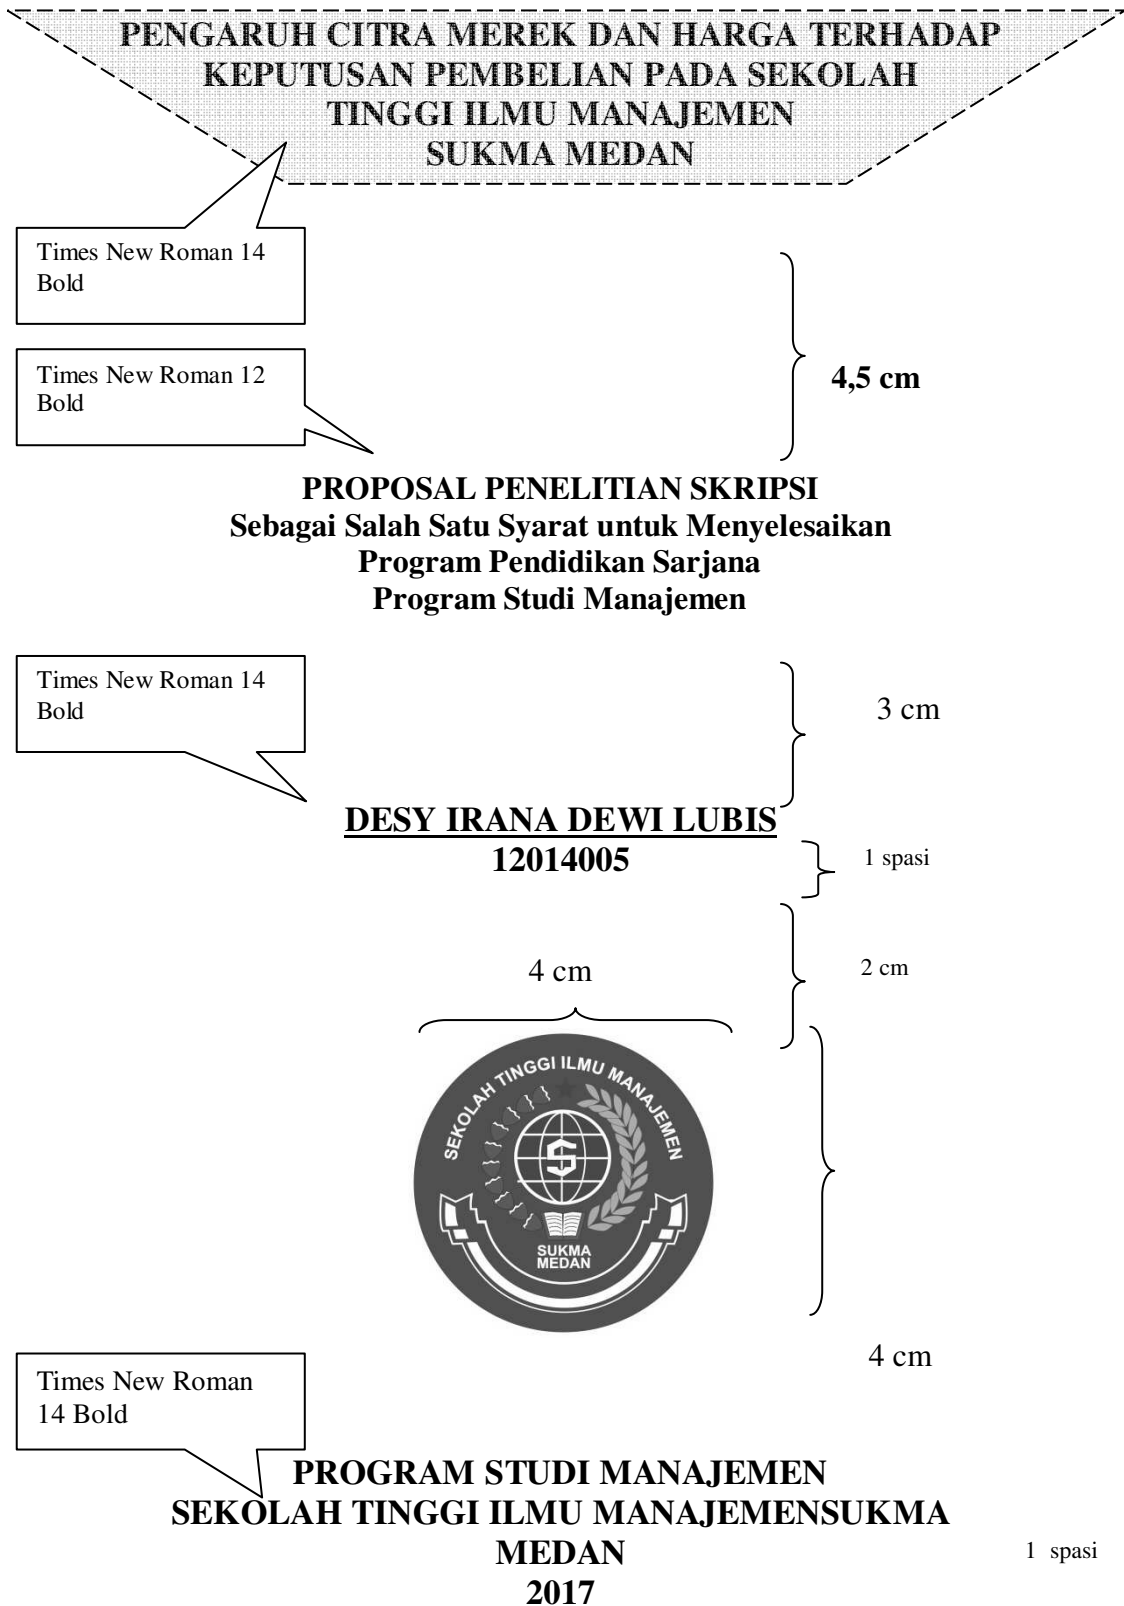 PENGARUH CITRA MEREK DAN HARGA TERHADAP
KEPUTUSAN PEMBELIAN PADA SEKOLAH
TINGGI ILMU MANAJEMEN
SUKMA MEDAN
Times New Roman 14
Bold
4,5 cm
Times New Roman 12
Bold
PROPOSAL PENELITIAN SKRIPSI
Sebagai Salah Satu Syarat untuk Menyelesaikan
Program Pendidikan Sarjana
Program Studi Manajemen
Times New Roman 14
Bold
3 cm
DESY IRANA DEWI LUBIS
12014005
1 spasi
4 cm
2 cm
SEKOLAH TINGGI ILMU MANAJEMEN
S
SUKMA
MEDAN
4 cm
Times New Roman
14 Bold
PROGRAM STUDI MANAJEMEN
SEKOLAH TINGGI ILMU MANAJEMENSUKMA
MEDAN
1 spasi
2017